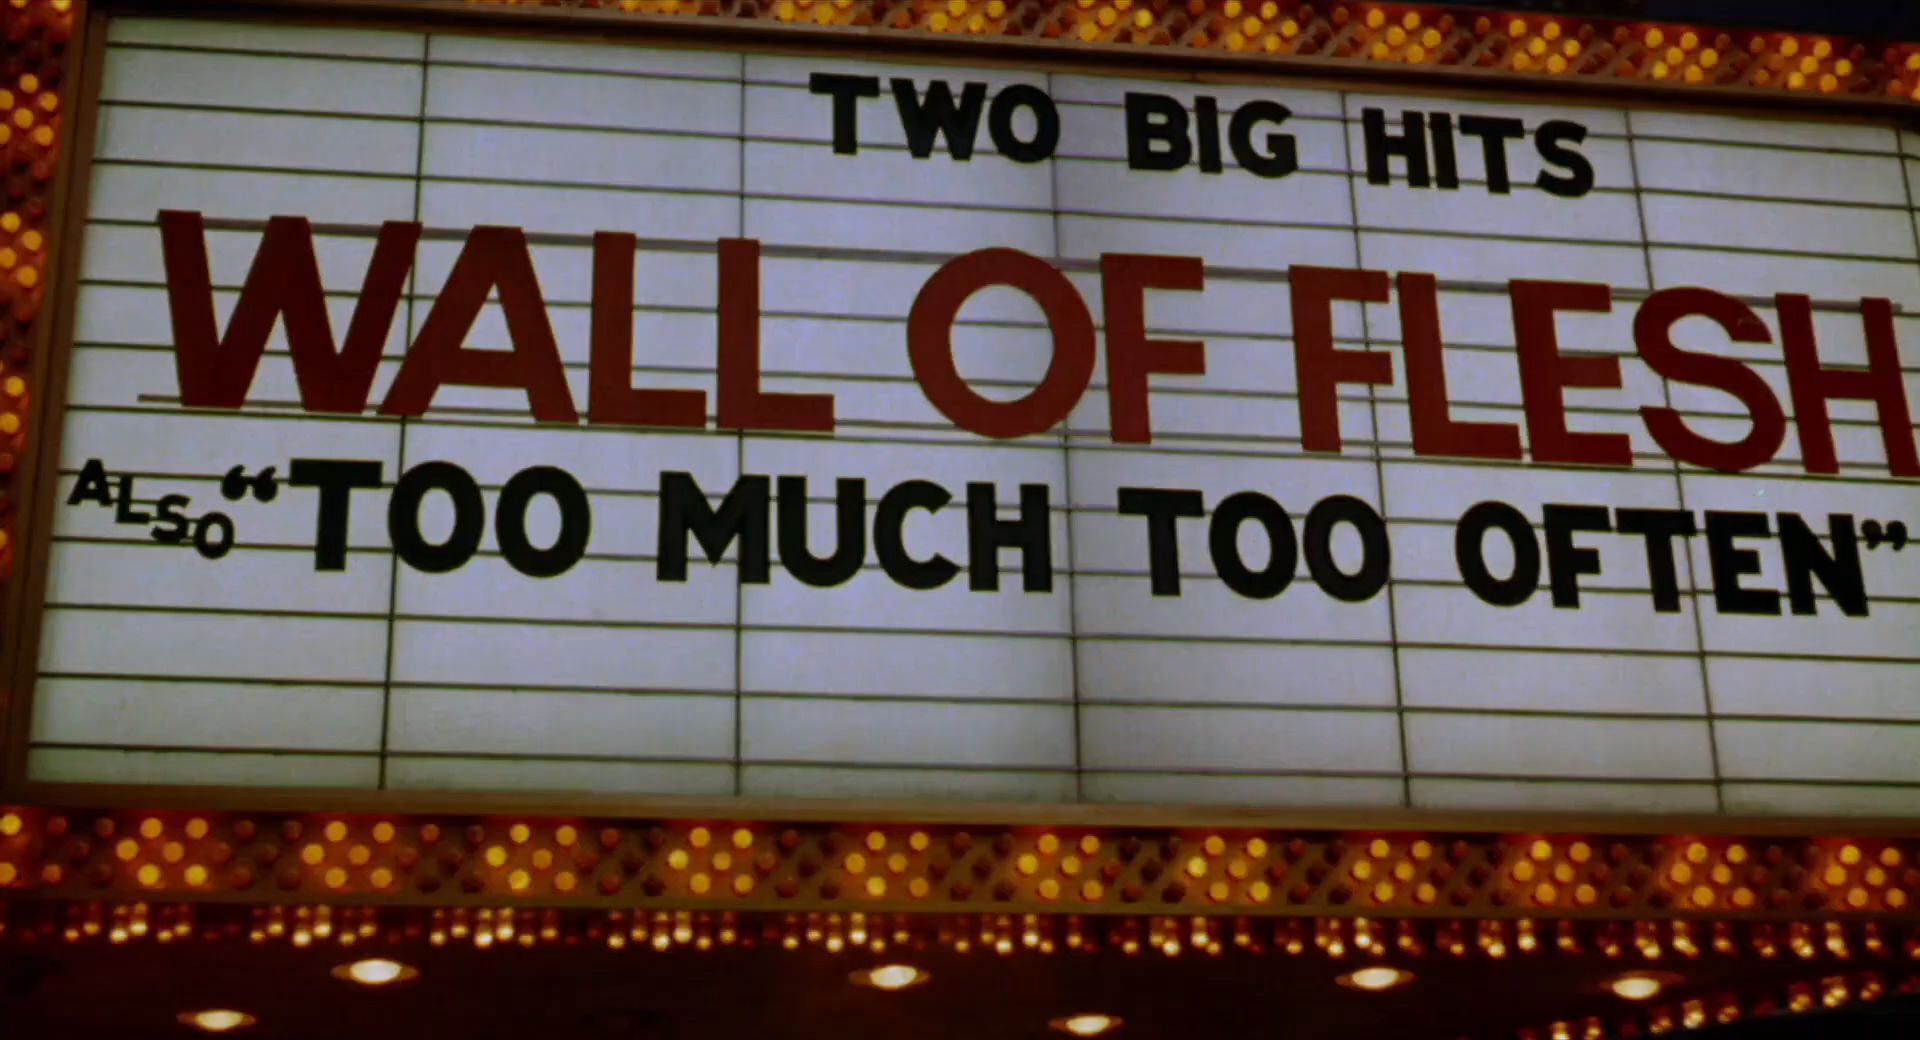 TWO BIG HITS
WALL OF FLESH
ALSO “TOO MUCH TOO OFTEN”